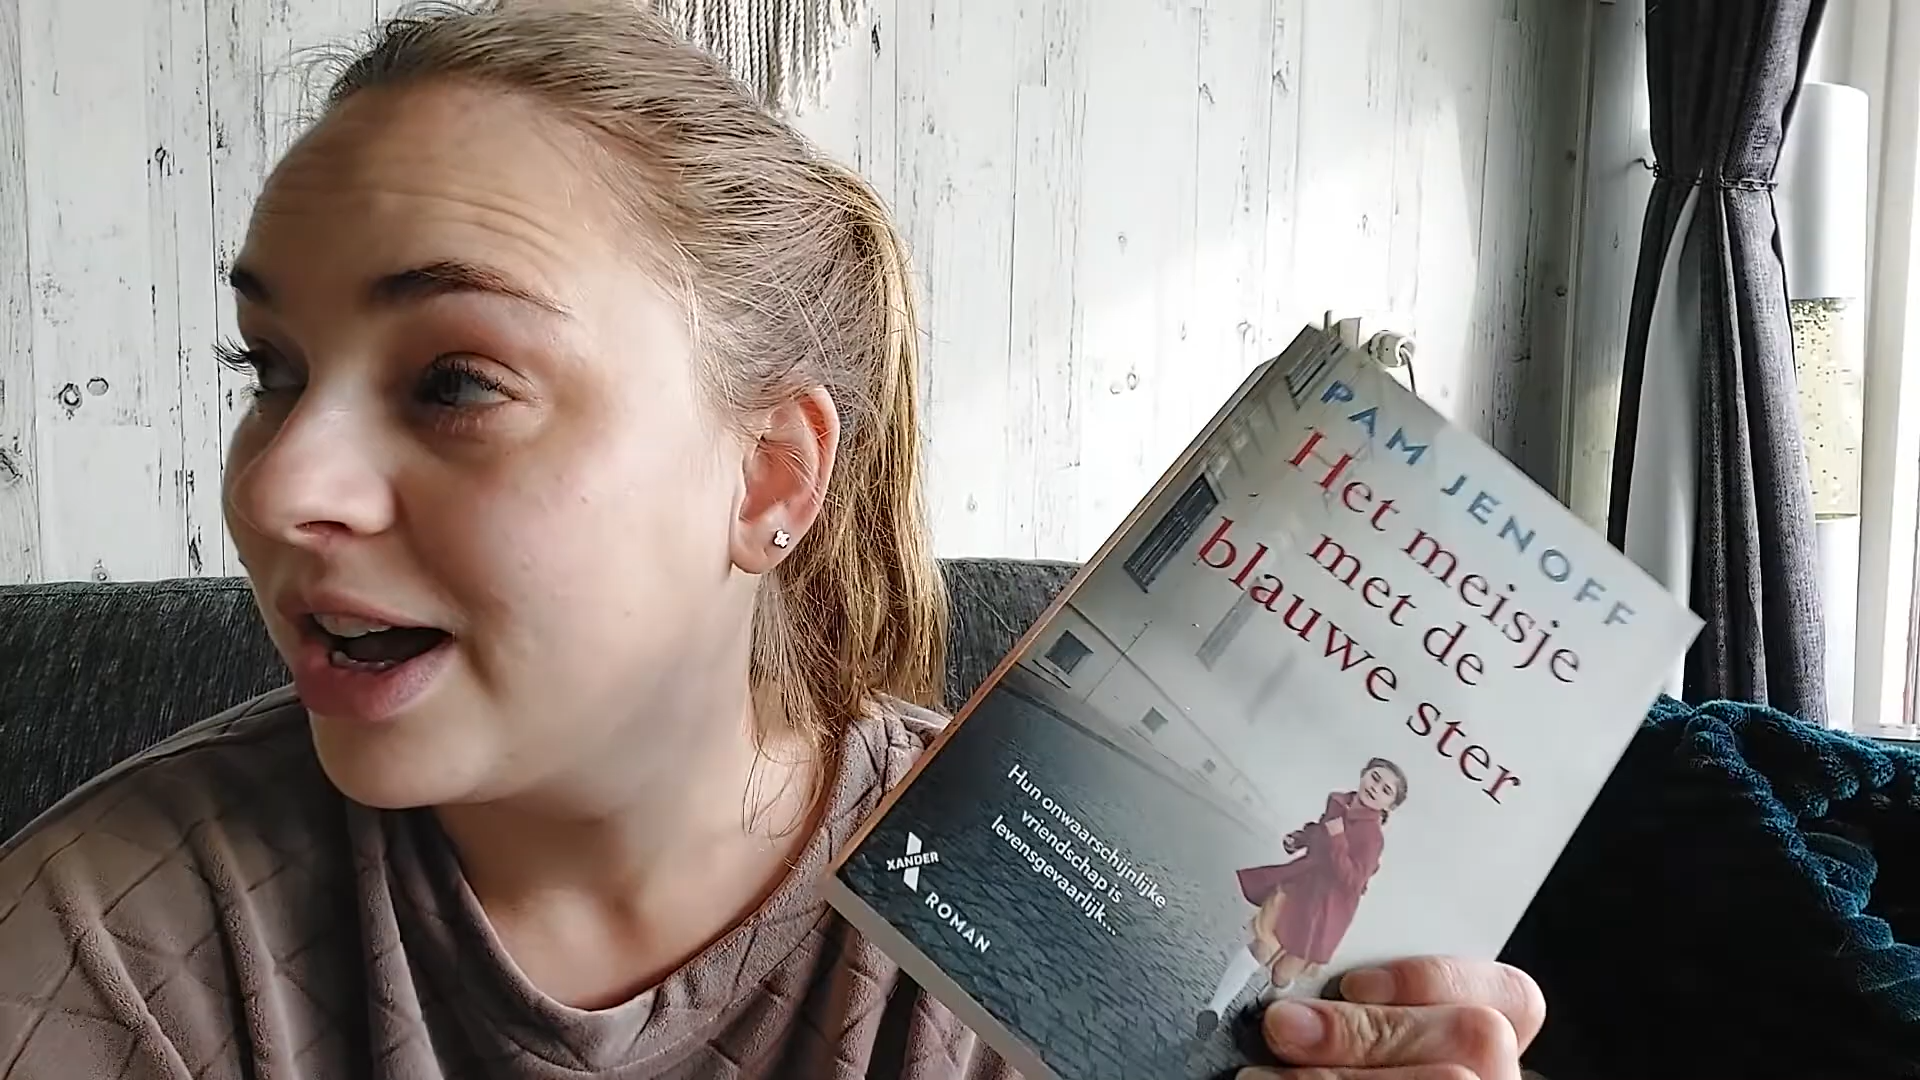 PAM JENOFF
Het meisje
met de
blauwe ster
Hun onwaarschijnlijke
vriendschap is
levensgevaarlijk...
XANDER
ROMAN